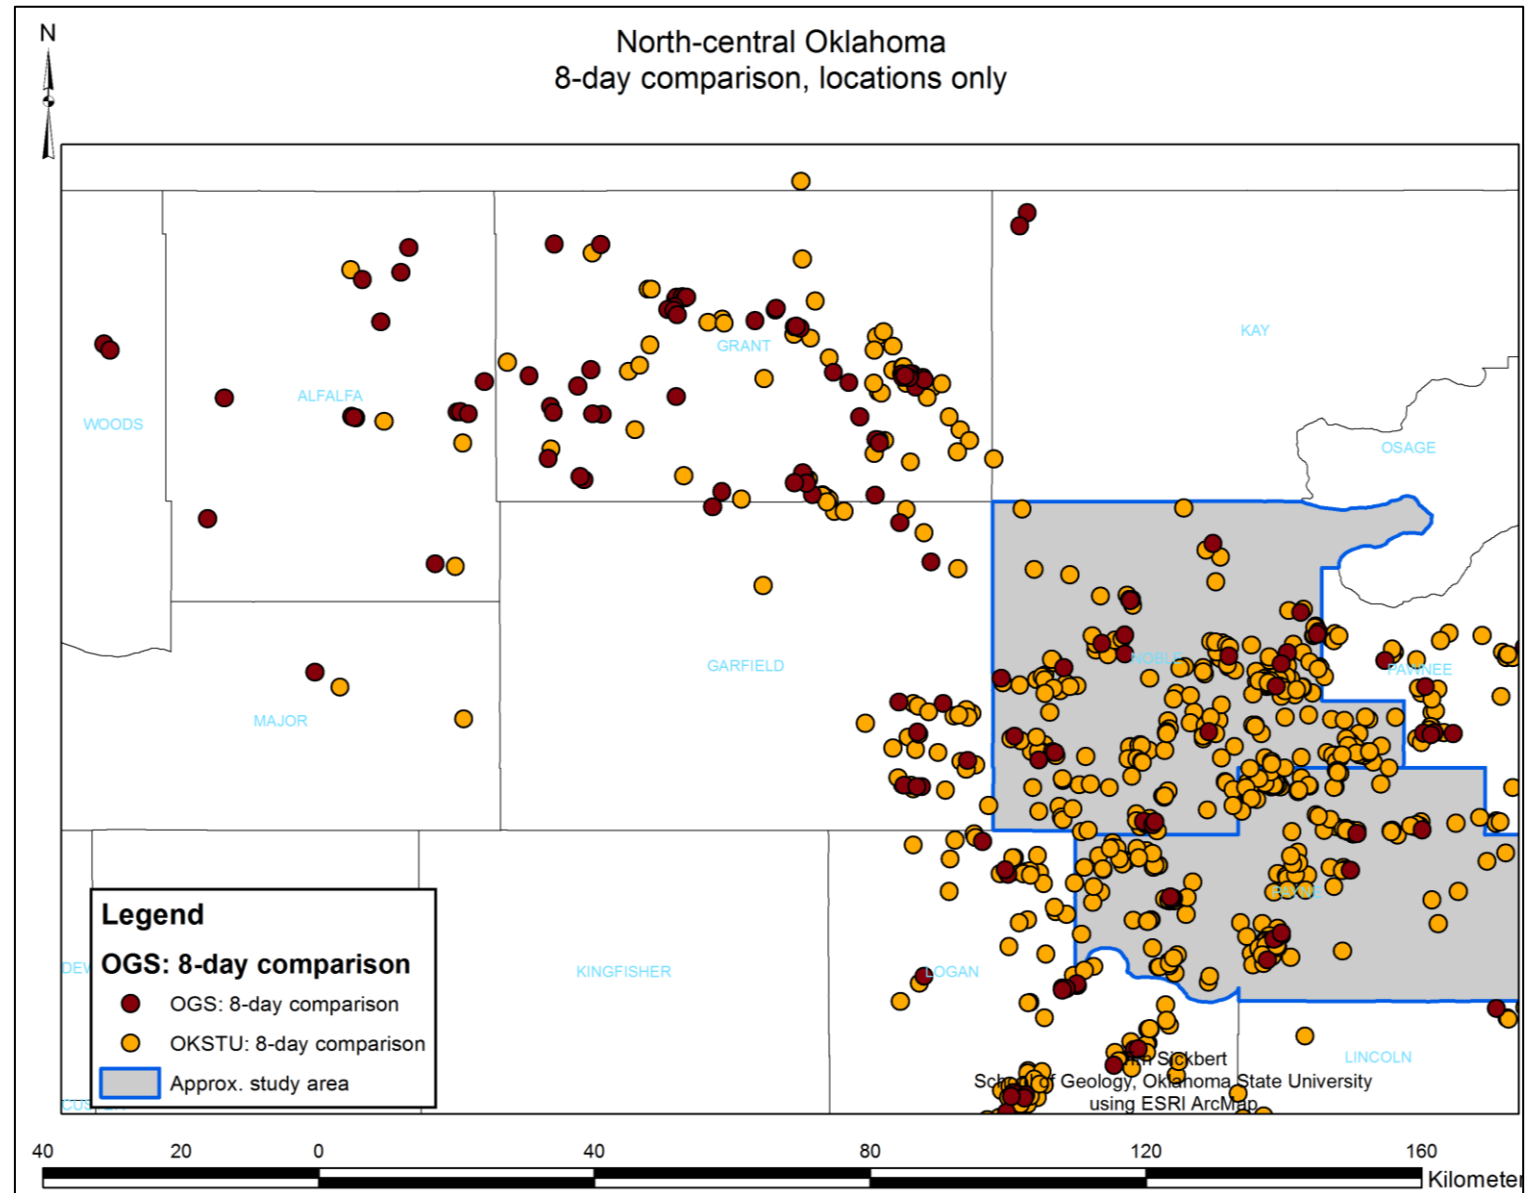 North-central Oklahoma
8-day comparison, locations only
N
KAY
GRANT
ALFALFA
WOODS
OSAGE
NOBLE
GARFIELD
PAWNEE
MAJOR
PAYNE
KINGFISHER
LOGAN
LINCOLN
Legend
OGS: 8-day comparison
OGS: 8-day comparison
OKSTU: 8-day comparison
Approx. study area
DEW
Sickbert
School of Geology, Oklahoma State University
using ESRI ArcMap
40 20 0 40 80 120 160
Kilometer